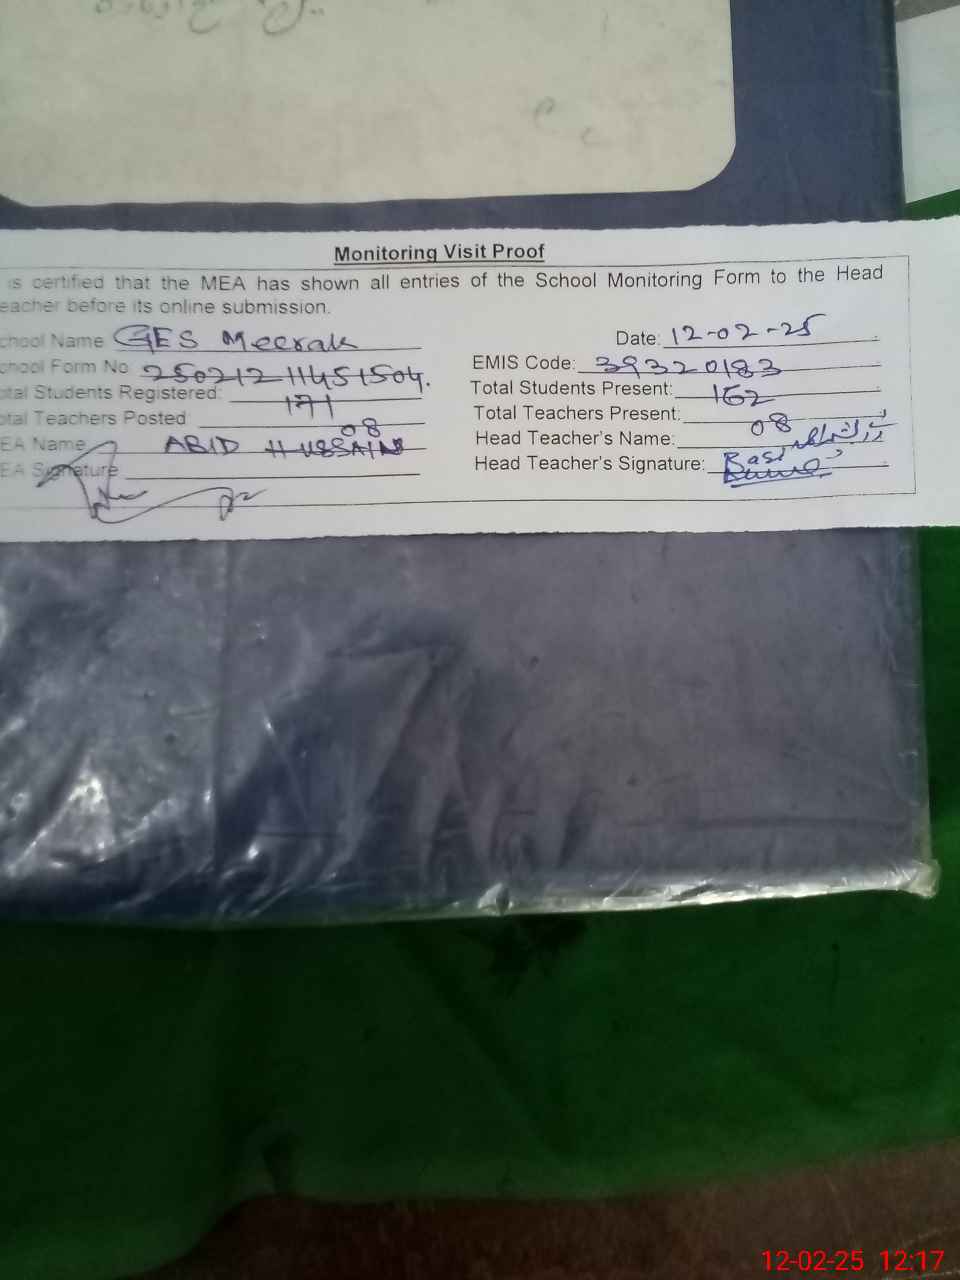 Monitoring Visit Proof
is certified that the MEA has shown all entries of the School Monitoring Form to the Head
eacher before its online submission.
chool Name GES Meerak Date: 12-02-25
chool Form No 25021211451504. EMIS Code: 39320183
otal Students Registered: 171 Total Students Present: 162
otal Teachers Posted 08 Total Teachers Present: 08
EA Name ABID HUSSAIN Head Teacher's Name:
EA Signature Head Teacher's Signature:
12-02-25 12:17